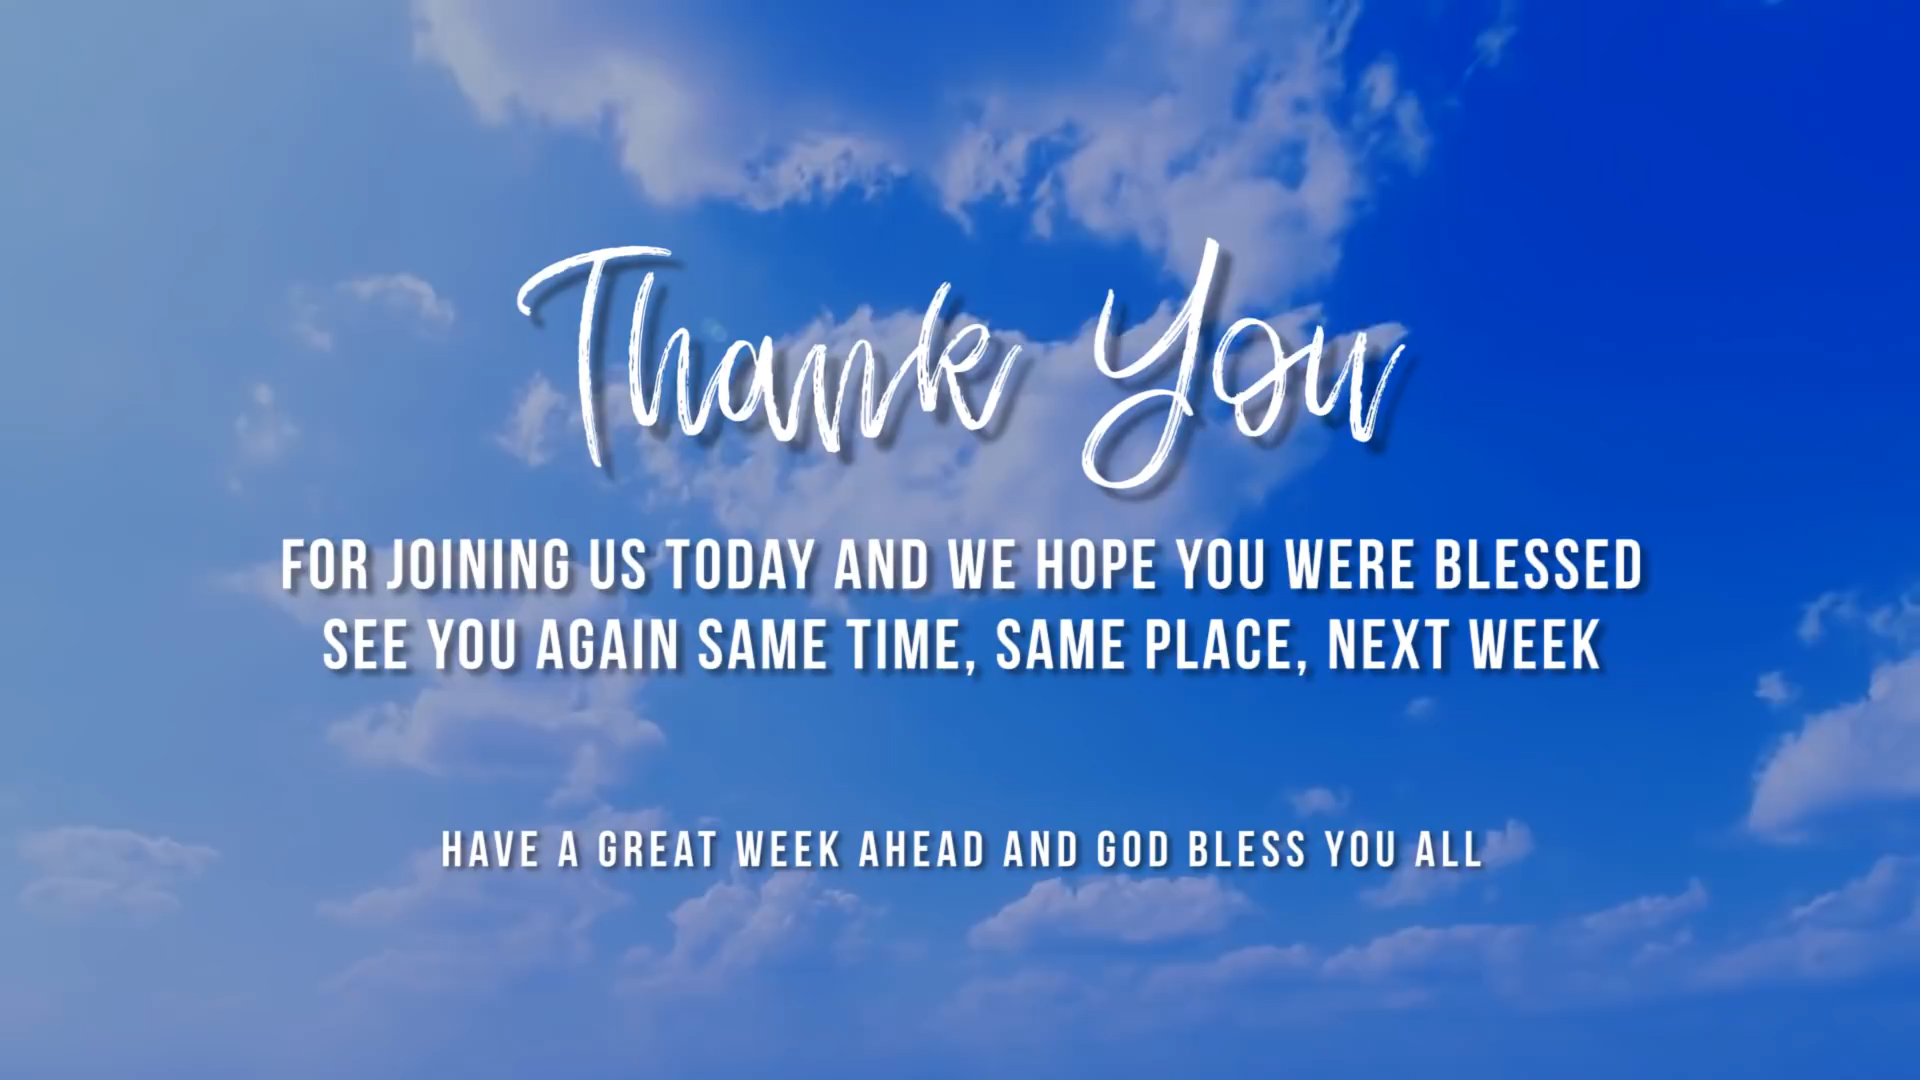 Thank You
FOR JOINING US TODAY AND WE HOPE YOU WERE BLESSED
SEE YOU AGAIN SAME TIME, SAME PLACE, NEXT WEEK
HAVE A GREAT WEEK AHEAD AND GOD BLESS YOU ALL